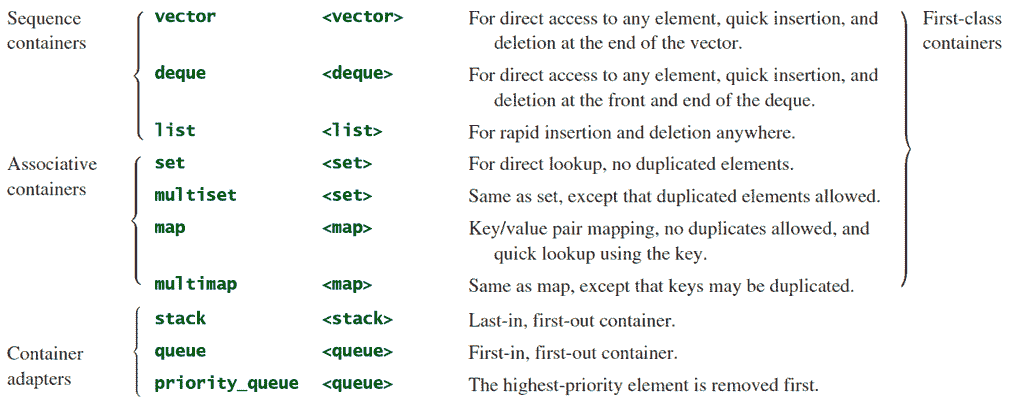 Sequence vector <vector> For direct access to any element, quick insertion, and First-class
containers deletion at the end of the vector. containers
deque <deque> For direct access to any element, quick insertion, and
deletion at the front and end of the deque.
list <list> For rapid insertion and deletion anywhere.
Associative set <set> For direct lookup, no duplicated elements.
containers multiset <set> Same as set, except that duplicated elements allowed.
map <map> Key/value pair mapping, no duplicates allowed, and
quick lookup using the key.
multimap <map> Same as map, except that keys may be duplicated.
stack <stack> Last-in, first-out container.
Container queue <queue> First-in, first-out container.
adapters priority_queue <queue> The highest-priority element is removed first.